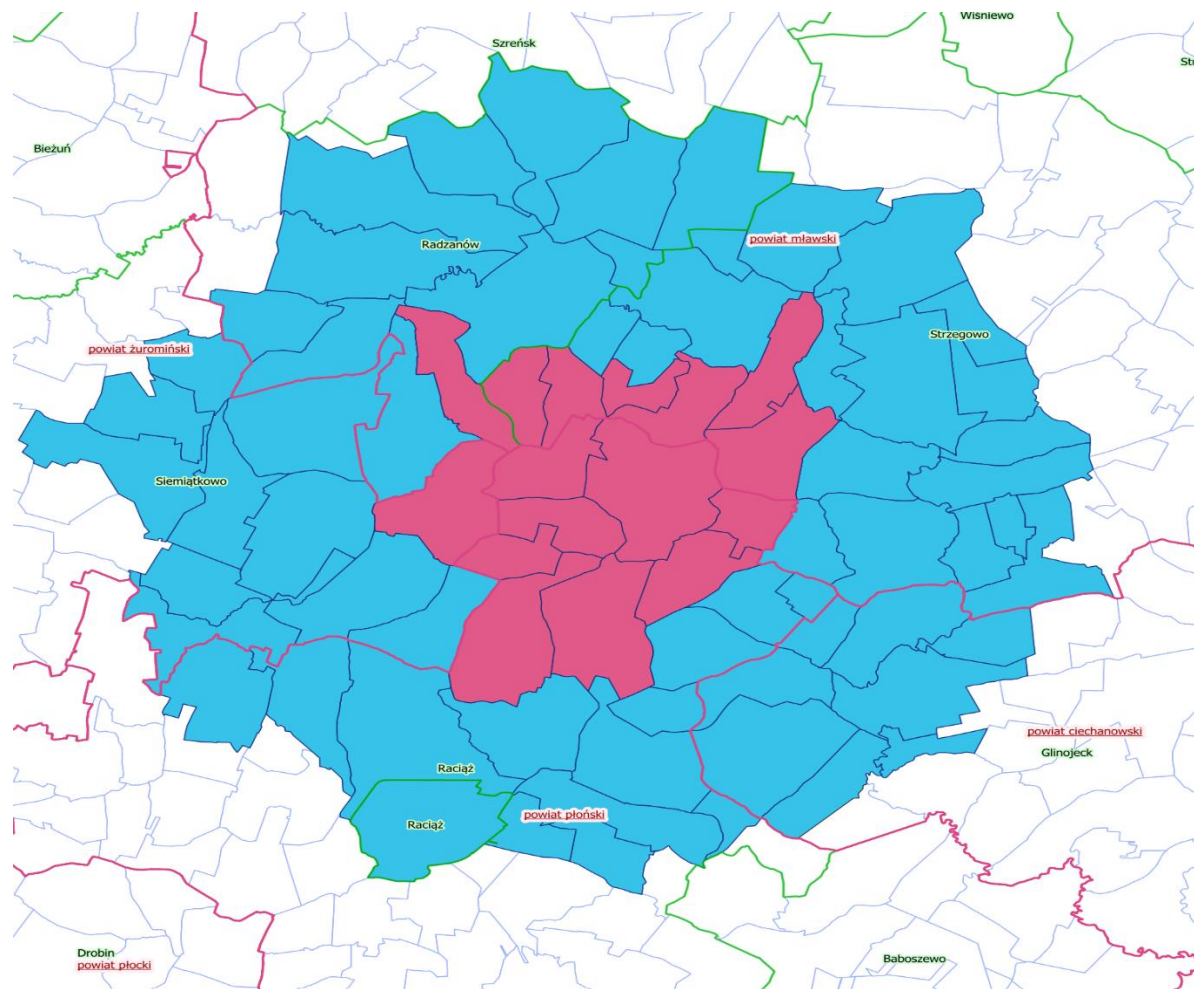 Wiśniewo
Szreńsk
Bieżuń
Radzanów
powiat mławski
Strzegowo
powiat żuromiński
Siemiątkowo
powiat ciechanowski
Glinojeck
Raciąż
powiat płoński
Raciąż
Drobin
powiat płocki
Baboszewo